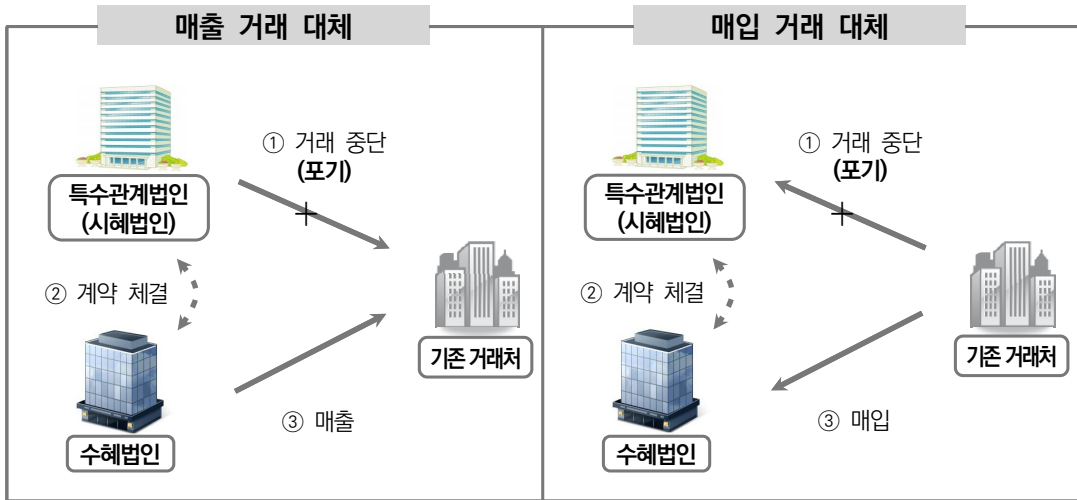 매출 거래 대체
① 거래 중단
(포기)
특수관계법인
(시혜법인)
② 계약 체결
기존 거래처
③ 매출
수혜법인
매입 거래 대체
① 거래 중단
(포기)
특수관계법인
(시혜법인)
② 계약 체결
기존 거래처
③ 매입
수혜법인